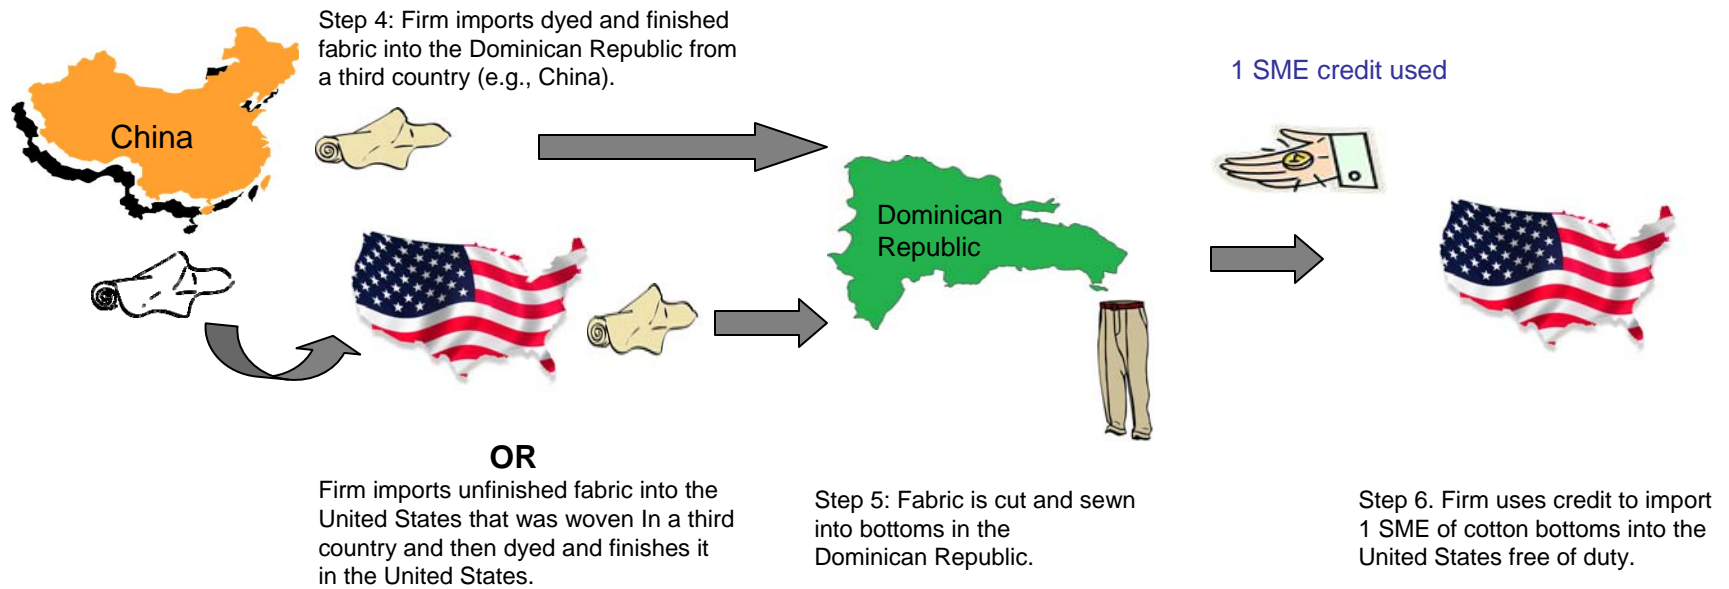 Step 4: Firm imports dyed and finished
fabric into the Dominican Republic from
a third country (e.g., China).
1 SME credit used
China
Dominican
Republic
OR
Firm imports unfinished fabric into the
United States that was woven In a third
country and then dyed and finishes it
in the United States.
Step 5: Fabric is cut and sewn
into bottoms in the
Dominican Republic.
Step 6. Firm uses credit to import
1 SME of cotton bottoms into the
United States free of duty.